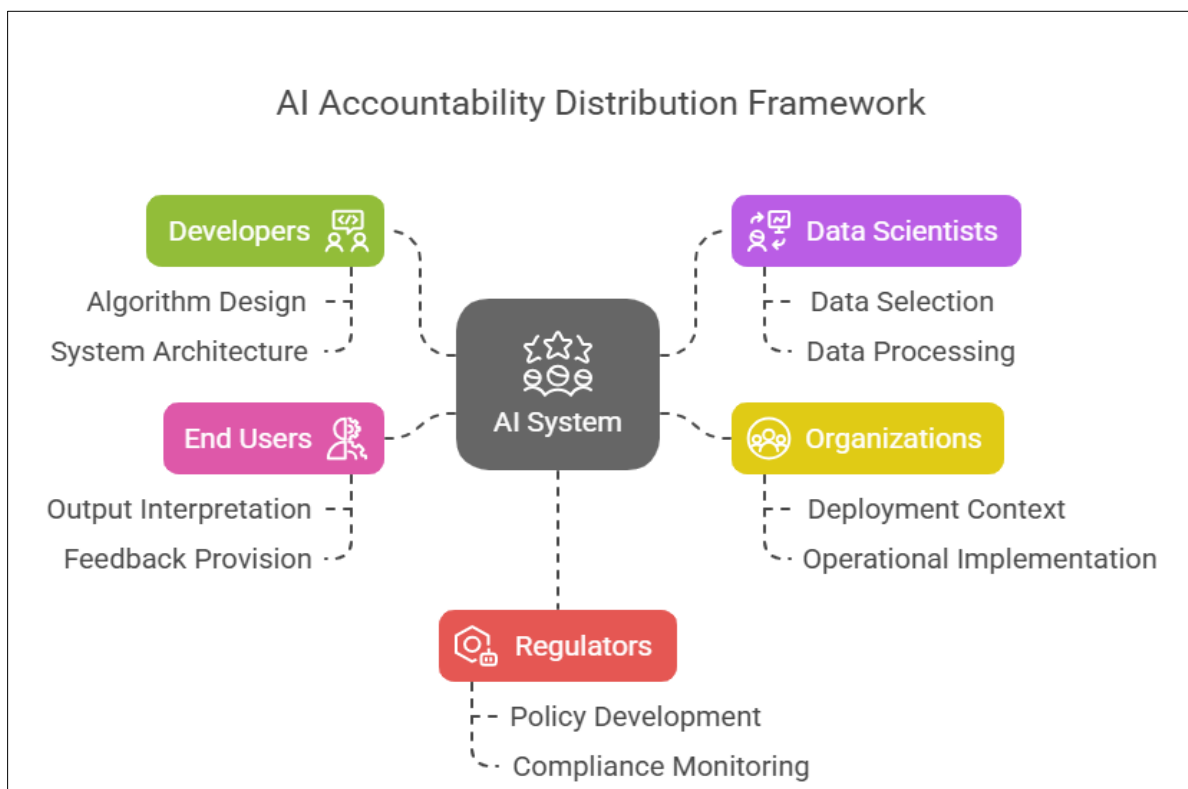 AI Accountability Distribution Framework
Developers
Algorithm Design
System Architecture
Data Scientists
Data Selection
Data Processing
AI System
End Users
Output Interpretation
Feedback Provision
Organizations
Deployment Context
Operational Implementation
Regulators
Policy Development
Compliance Monitoring